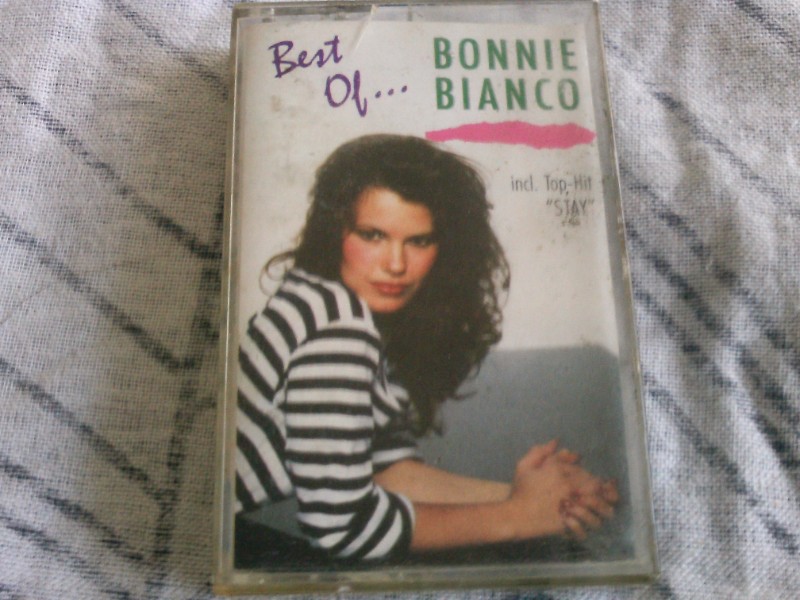 Best
Of...
BONNIE
BIANCO
incl. Top-Hit
"STAY"